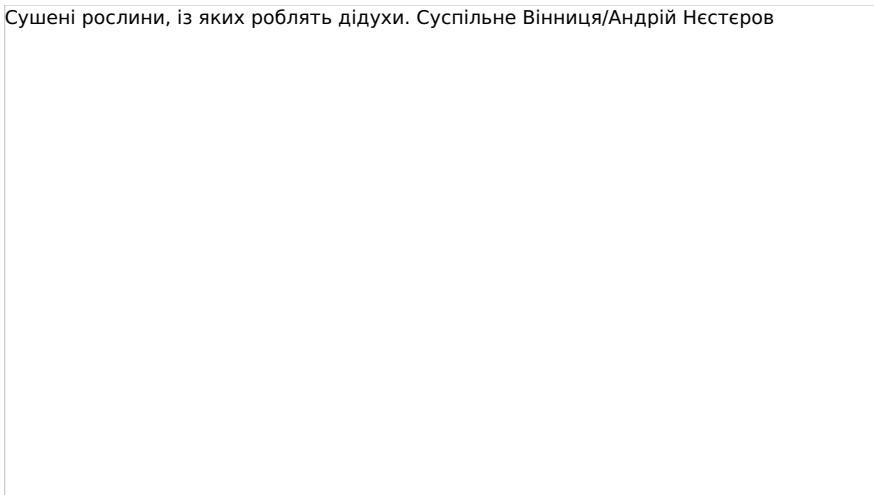 Сушені рослини, із яких роблять дідухи. Суспільне Вінниця/Андрій Нєстєров